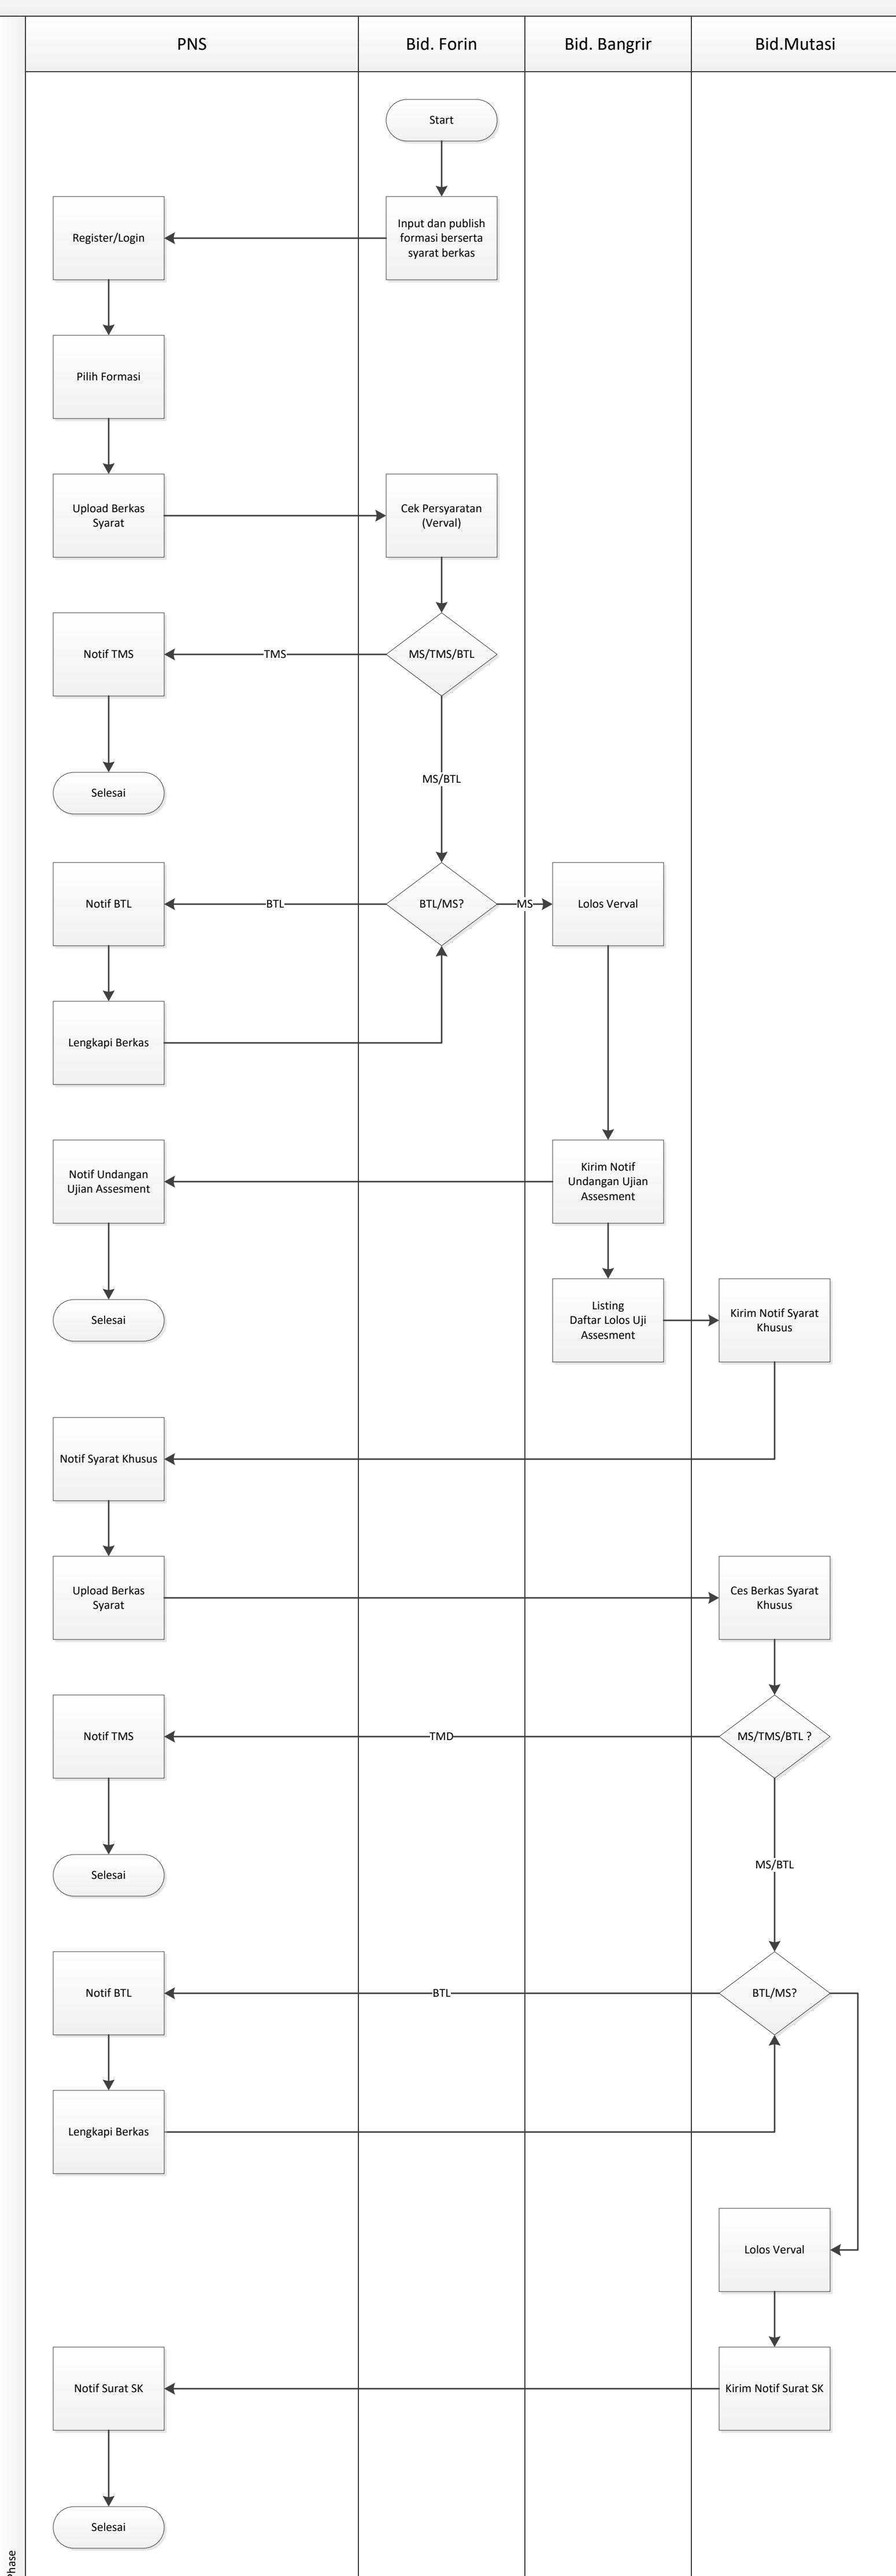 PNS
Bid. Forin
Bid. Bangrir
Bid.Mutasi
Start
Register/Login
Input dan publish
formasi berserta
syarat berkas
Pilih Formasi
Upload Berkas
Syarat
Cek Persyaratan
(Verval)
Notif TMS
TMS
MS/TMS/BTL
MS/BTL
Selesai
Notif BTL
BTL
BTL/MS?
MS
Lolos Verval
Lengkapi Berkas
Notif Undangan
Ujian Assesment
Kirim Notif
Undangan Ujian
Assesment
Selesai
Listing
Daftar Lolos Uji
Assesment
Kirim Notif Syarat
Khusus
Notif Syarat Khusus
Upload Berkas
Syarat
Ces Berkas Syarat
Khusus
Notif TMS
TMD
MS/TMS/BTL ?
MS/BTL
Selesai
Notif BTL
BTL
BTL/MS?
Lengkapi Berkas
Lolos Verval
Notif Surat SK
Kirim Notif Surat SK
Selesai
Phase